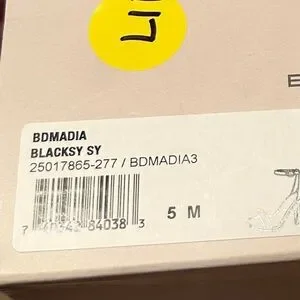 BDMADIA
BLACKSY SY
25017865-277 / BDMADIA3
5 M